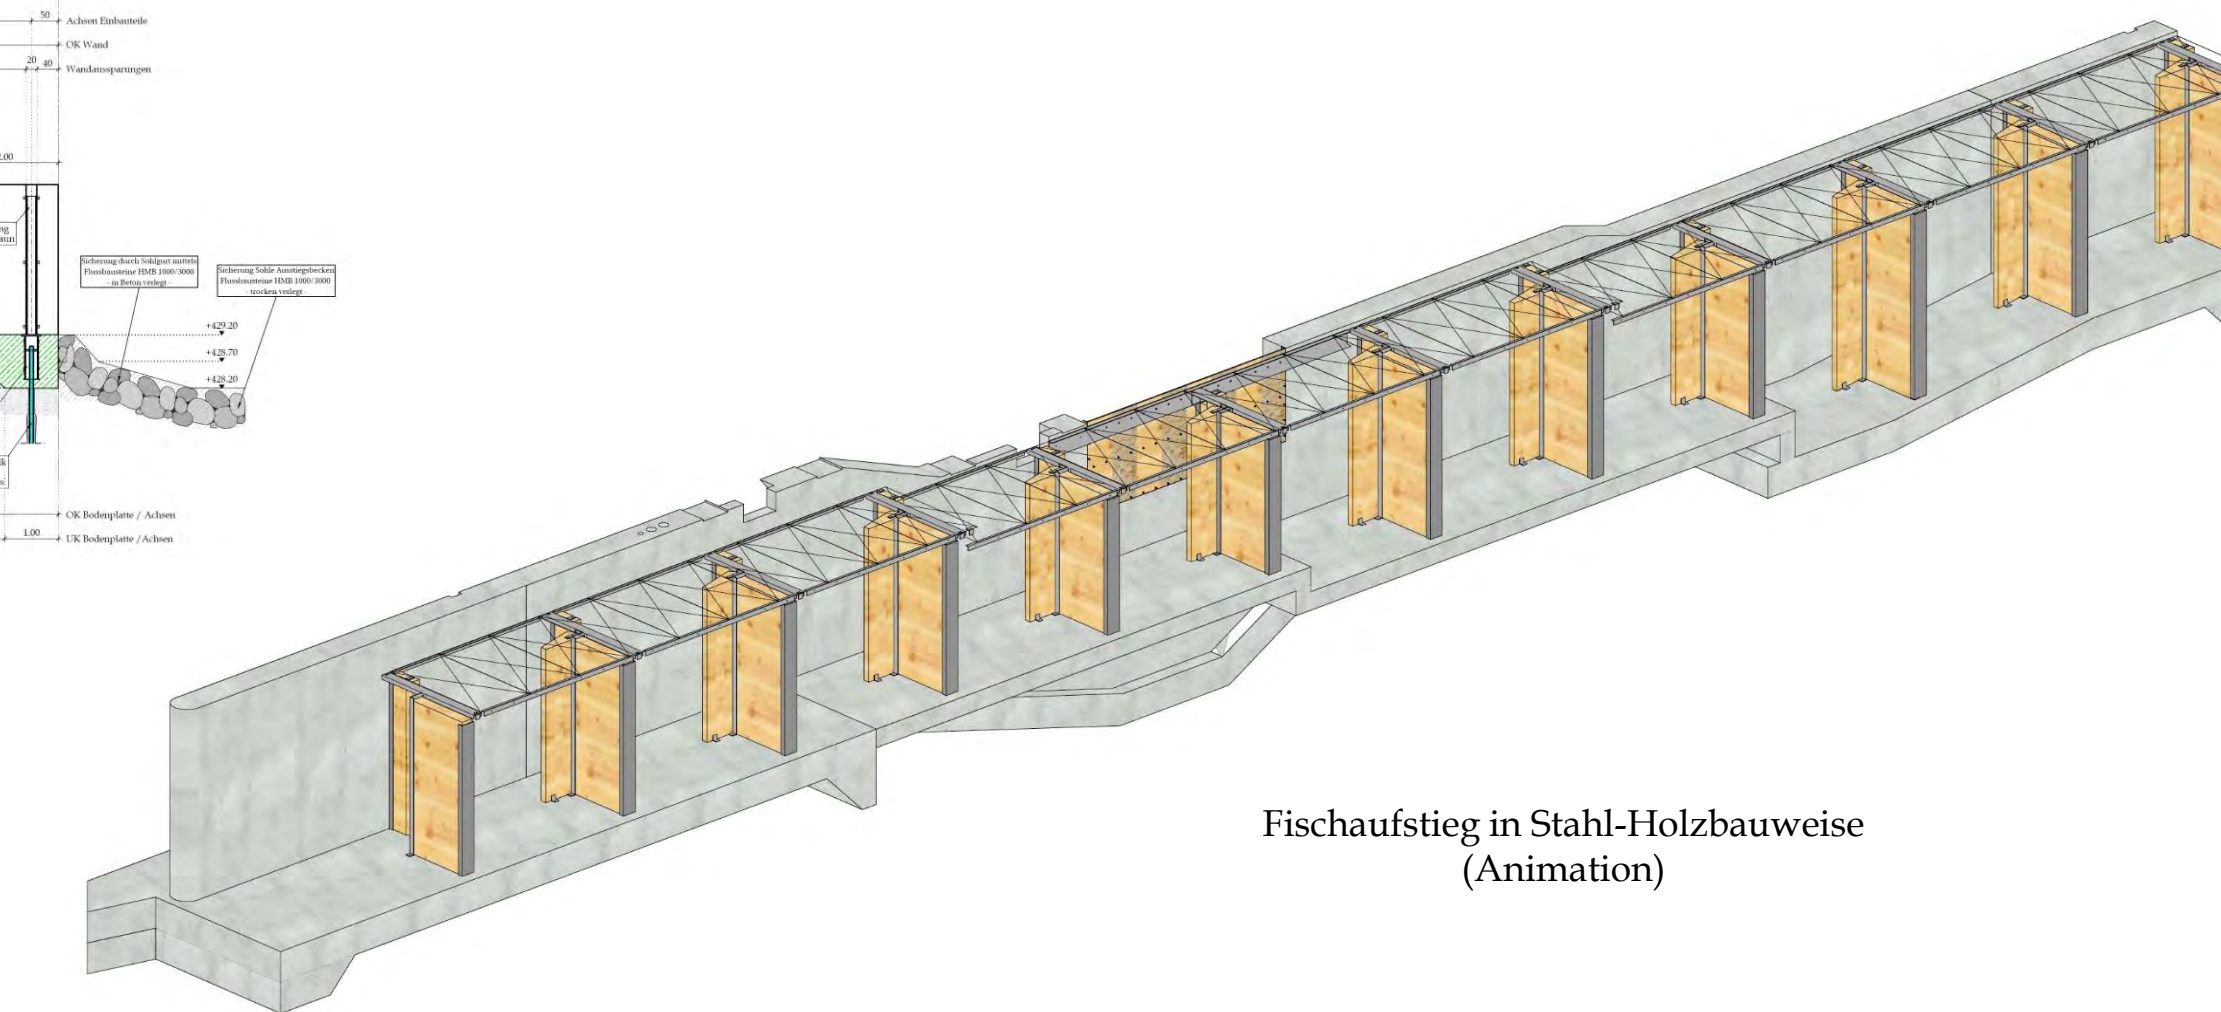 50
Achsen Einbauteile
OK Wand
20 40
Wandaussparungen
2.00
Sicherung durch Sohlgurt mittels
Flussbausteine HMB 1000/3000
- in Beton verlegt -
Sicherung Sohle Ausstiegsbecken
Flussbausteine HMB 1000/3000
- trocken verlegt -
+429.20
+428.70
+428.20
OK Bodenplatte / Achsen
1.00
UK Bodenplatte /Achsen
Fischaufstieg in Stahl-Holzbauweise
(Animation)